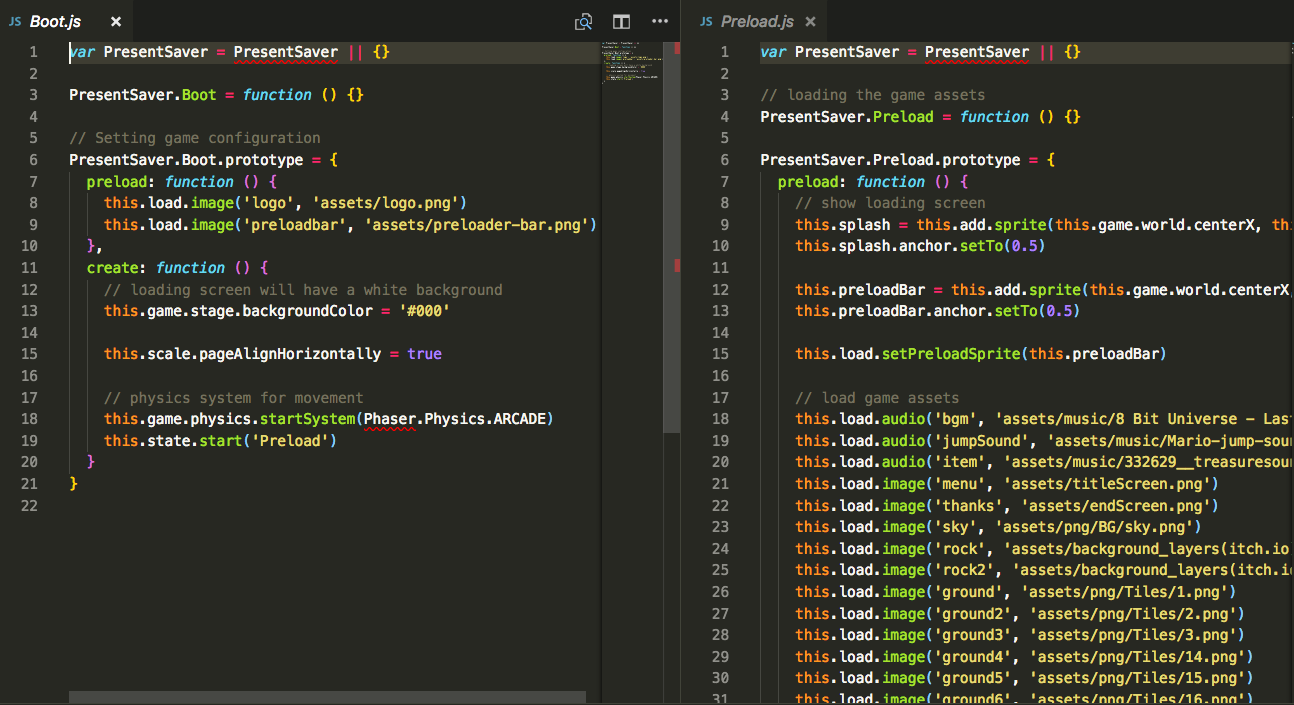 JS Boot.js ×
1 var PresentSaver = PresentSaver || {}
2
3 PresentSaver.Boot = function () {}
4
5 // Setting game configuration
6 PresentSaver.Boot.prototype = {
7 preload: function () {
8 this.load.image('logo', 'assets/logo.png')
9 this.load.image('preloadbar', 'assets/preloader-bar.png')
10 },
11 create: function () {
12 // loading screen will have a white background
13 this.game.stage.backgroundColor = '#000'
14
15 this.scale.pageAlignHorizontally = true
16
17 // physics system for movement
18 this.game.physics.startSystem(Phaser.Physics.ARCADE)
19 this.state.start('Preload')
20 }
21 }
22
JS Preload.js ×
1 var PresentSaver = PresentSaver || {}
2
3 // loading the game assets
4 PresentSaver.Preload = function () {}
5
6 PresentSaver.Preload.prototype = {
7 preload: function () {
8 // show loading screen
9 this.splash = this.add.sprite(this.game.world.centerX, th
10 this.splash.anchor.setTo(0.5)
11
12 this.preloadBar = this.add.sprite(this.game.world.centerX,
13 this.preloadBar.anchor.setTo(0.5)
14
15 this.load.setPreloadSprite(this.preloadBar)
16
17 // load game assets
18 this.load.audio('bgm', 'assets/music/8 Bit Universe - Las
19 this.load.audio('jumpSound', 'assets/music/Mario-jump-sou
20 this.load.audio('item', 'assets/music/332629__treasuresou
21 this.load.image('menu', 'assets/titleScreen.png')
22 this.load.image('thanks', 'assets/endScreen.png')
23 this.load.image('sky', 'assets/png/BG/sky.png')
24 this.load.image('rock', 'assets/background_layers(itch.io
25 this.load.image('rock2', 'assets/background_layers(itch.i
26 this.load.image('ground', 'assets/png/Tiles/1.png')
27 this.load.image('ground2', 'assets/png/Tiles/2.png')
28 this.load.image('ground3', 'assets/png/Tiles/3.png')
29 this.load.image('ground4', 'assets/png/Tiles/14.png')
30 this.load.image('ground5', 'assets/png/Tiles/15.png')
31 this.load.image('ground6', 'assets/png/Tiles/16.png')